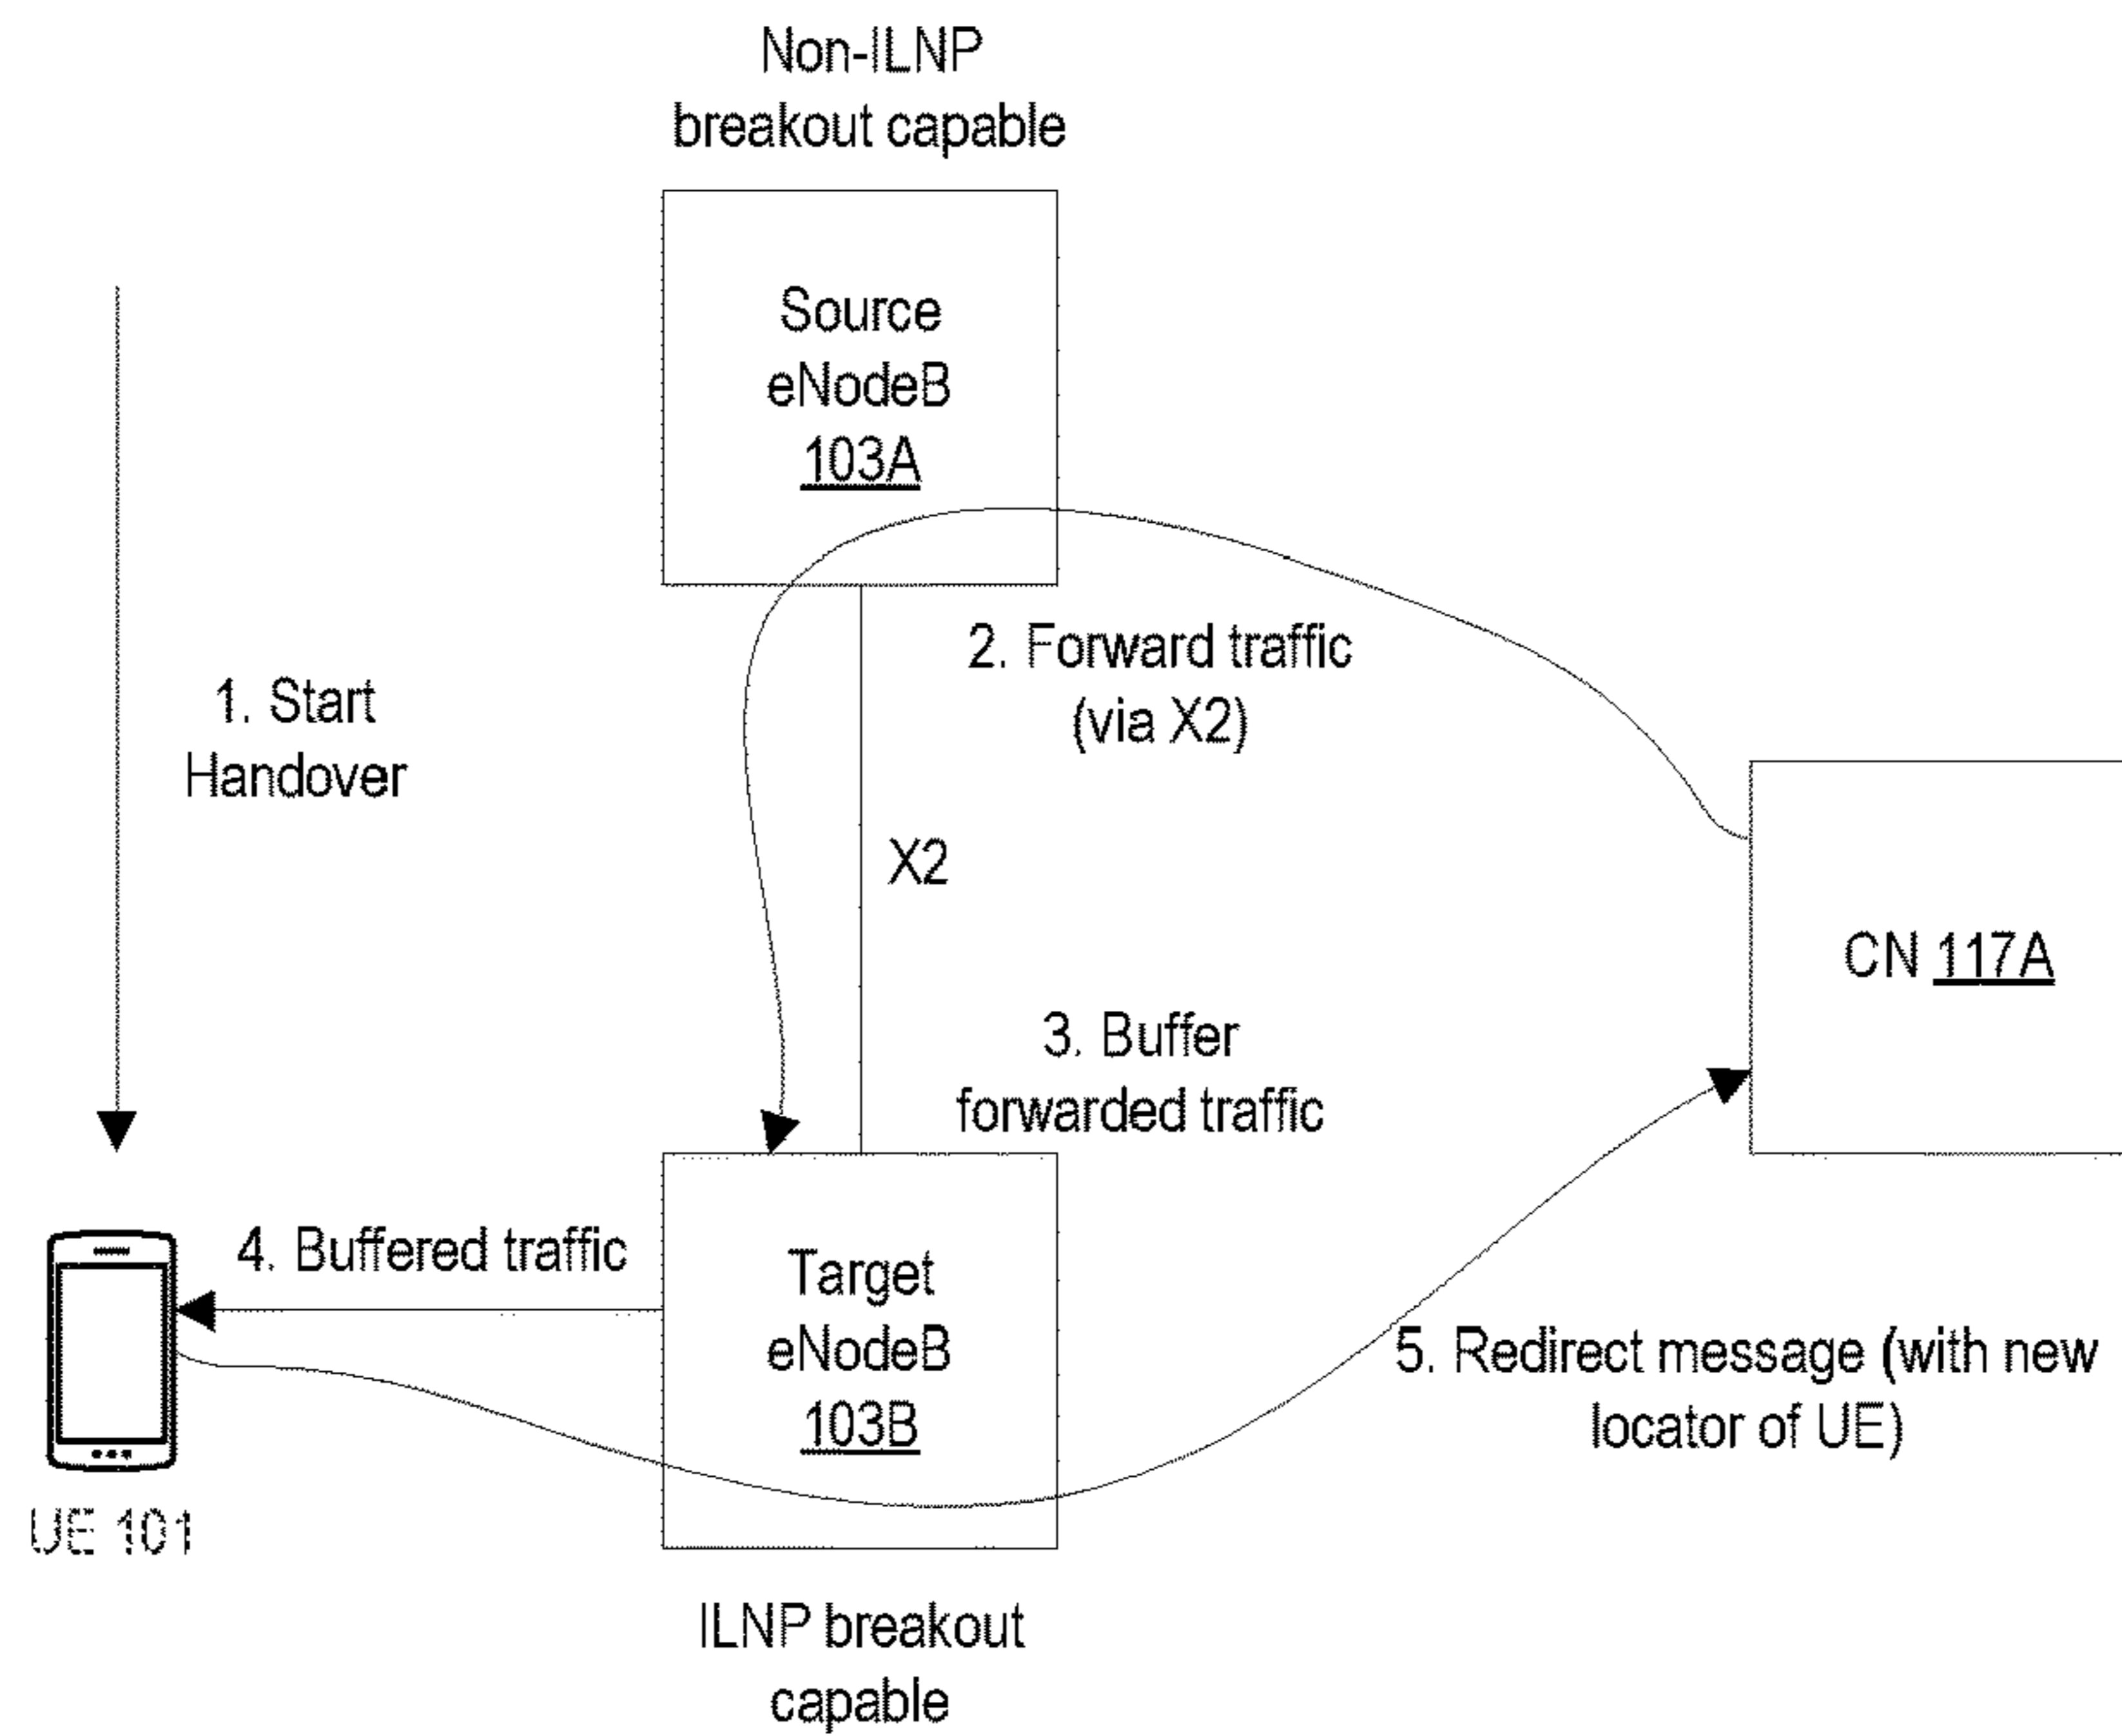 Non-ILNP
breakout capable
Source
eNodeB
103A
2. Forward traffic
(via X2)
1. Start
Handover
X2
CN 117A
3. Buffer
forwarded traffic
4. Buffered traffic
Target
eNodeB
103B
5. Redirect message (with new
locator of UE)
UE 101
ILNP breakout
capable